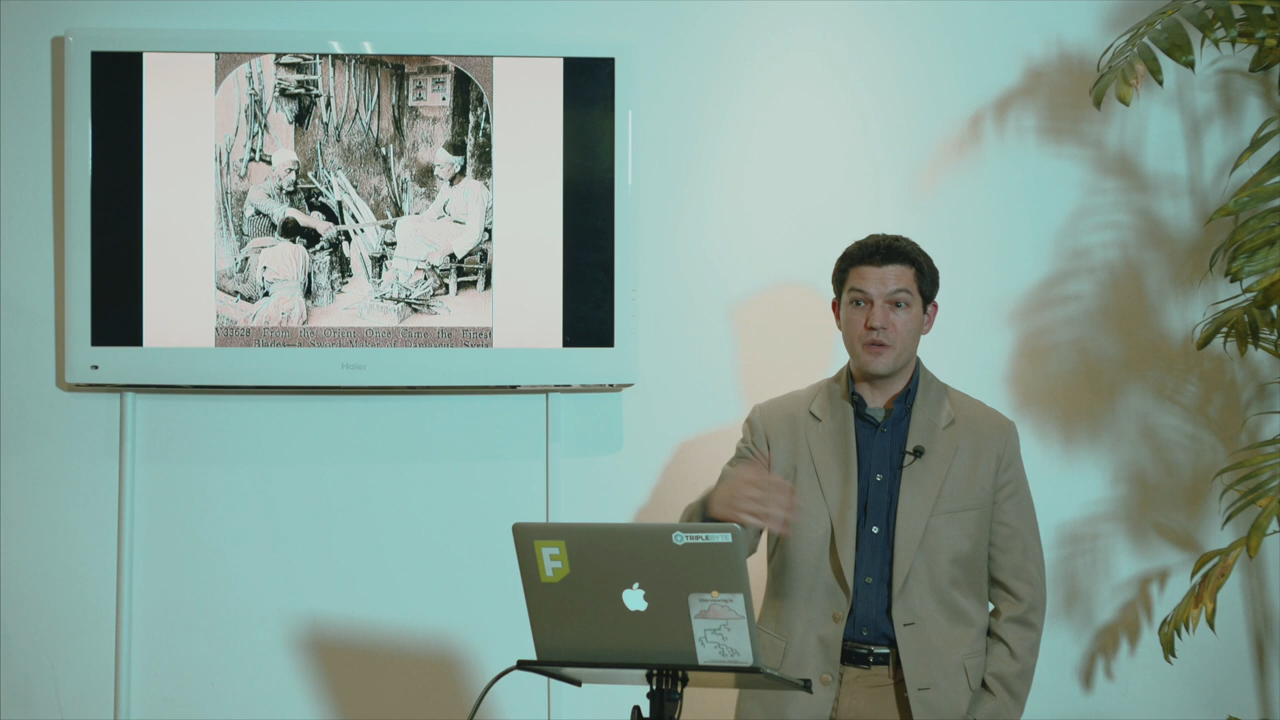 V33628 From the Orient Once Came the Finest
Blades—a Sword Maker of Damascus, Syria.
Haier
F
TRIPLEBYTE